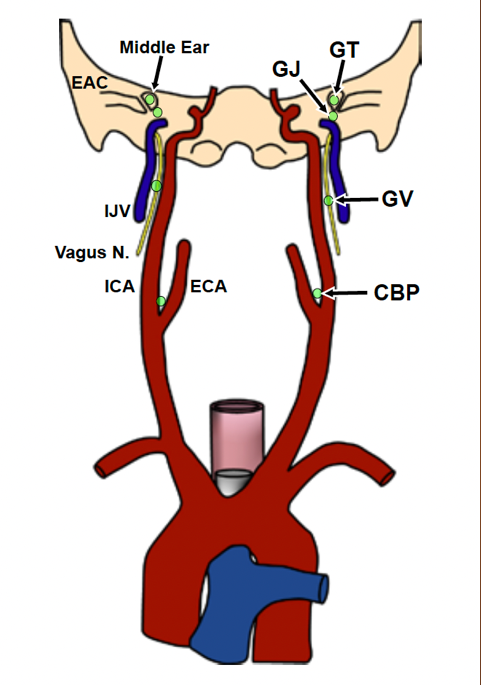 Middle Ear
GT
GJ
EAC
GV
IJV
Vagus N.
ICA
ECA
CBP